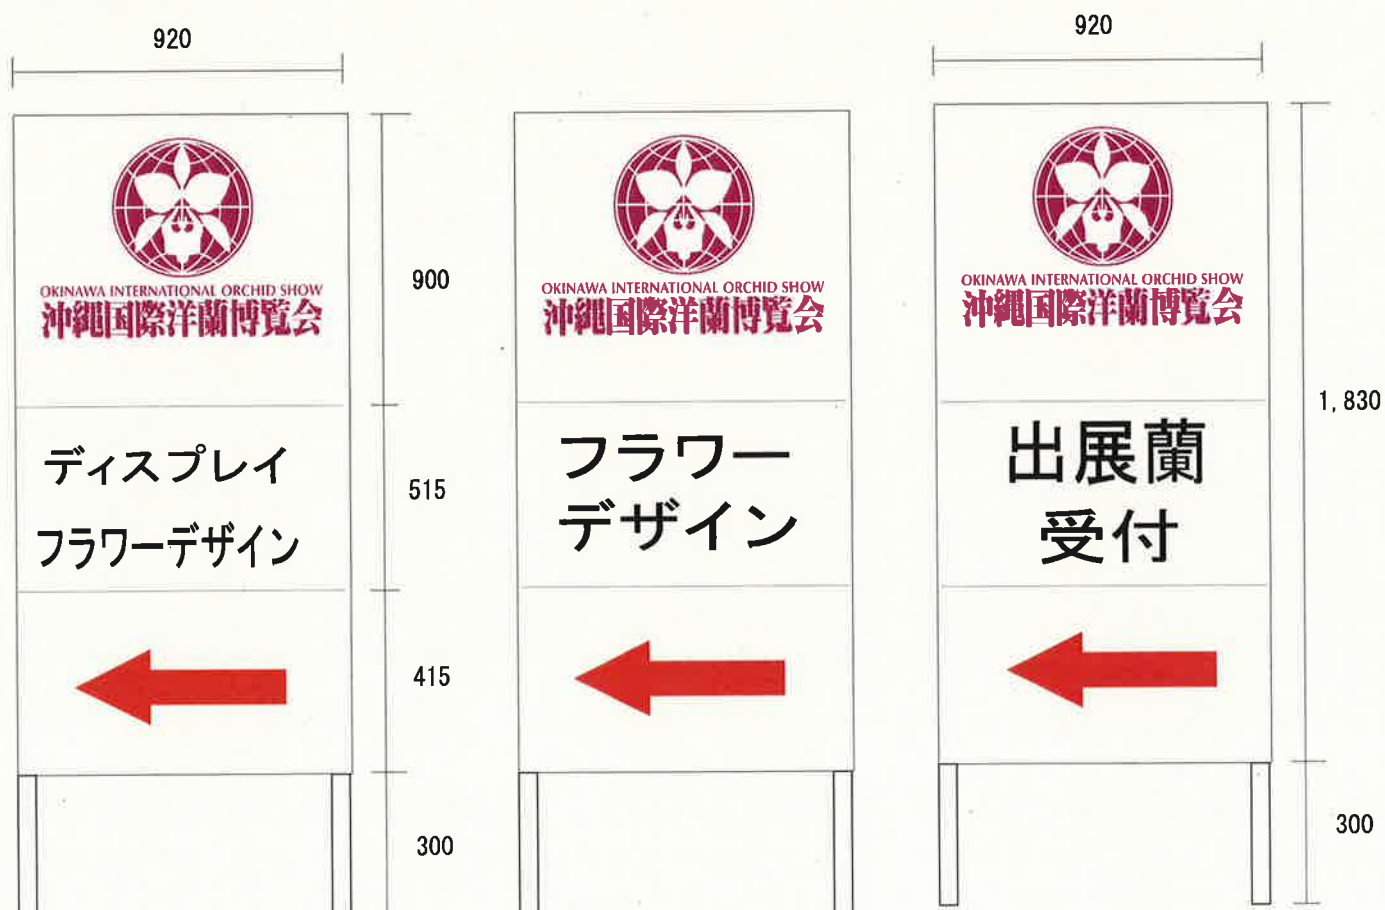 920
OKINAWA INTERNATIONAL ORCHID SHOW
沖縄国際洋蘭博覧会
ディスプレイ
フラワーデザイン
900
515
415
300
OKINAWA INTERNATIONAL ORCHID SHOW
沖縄国際洋蘭博覧会
フラワー
デザイン
920
OKINAWA INTERNATIONAL ORCHID SHOW
沖縄国際洋蘭博覧会
出展蘭
受付
1,830
300